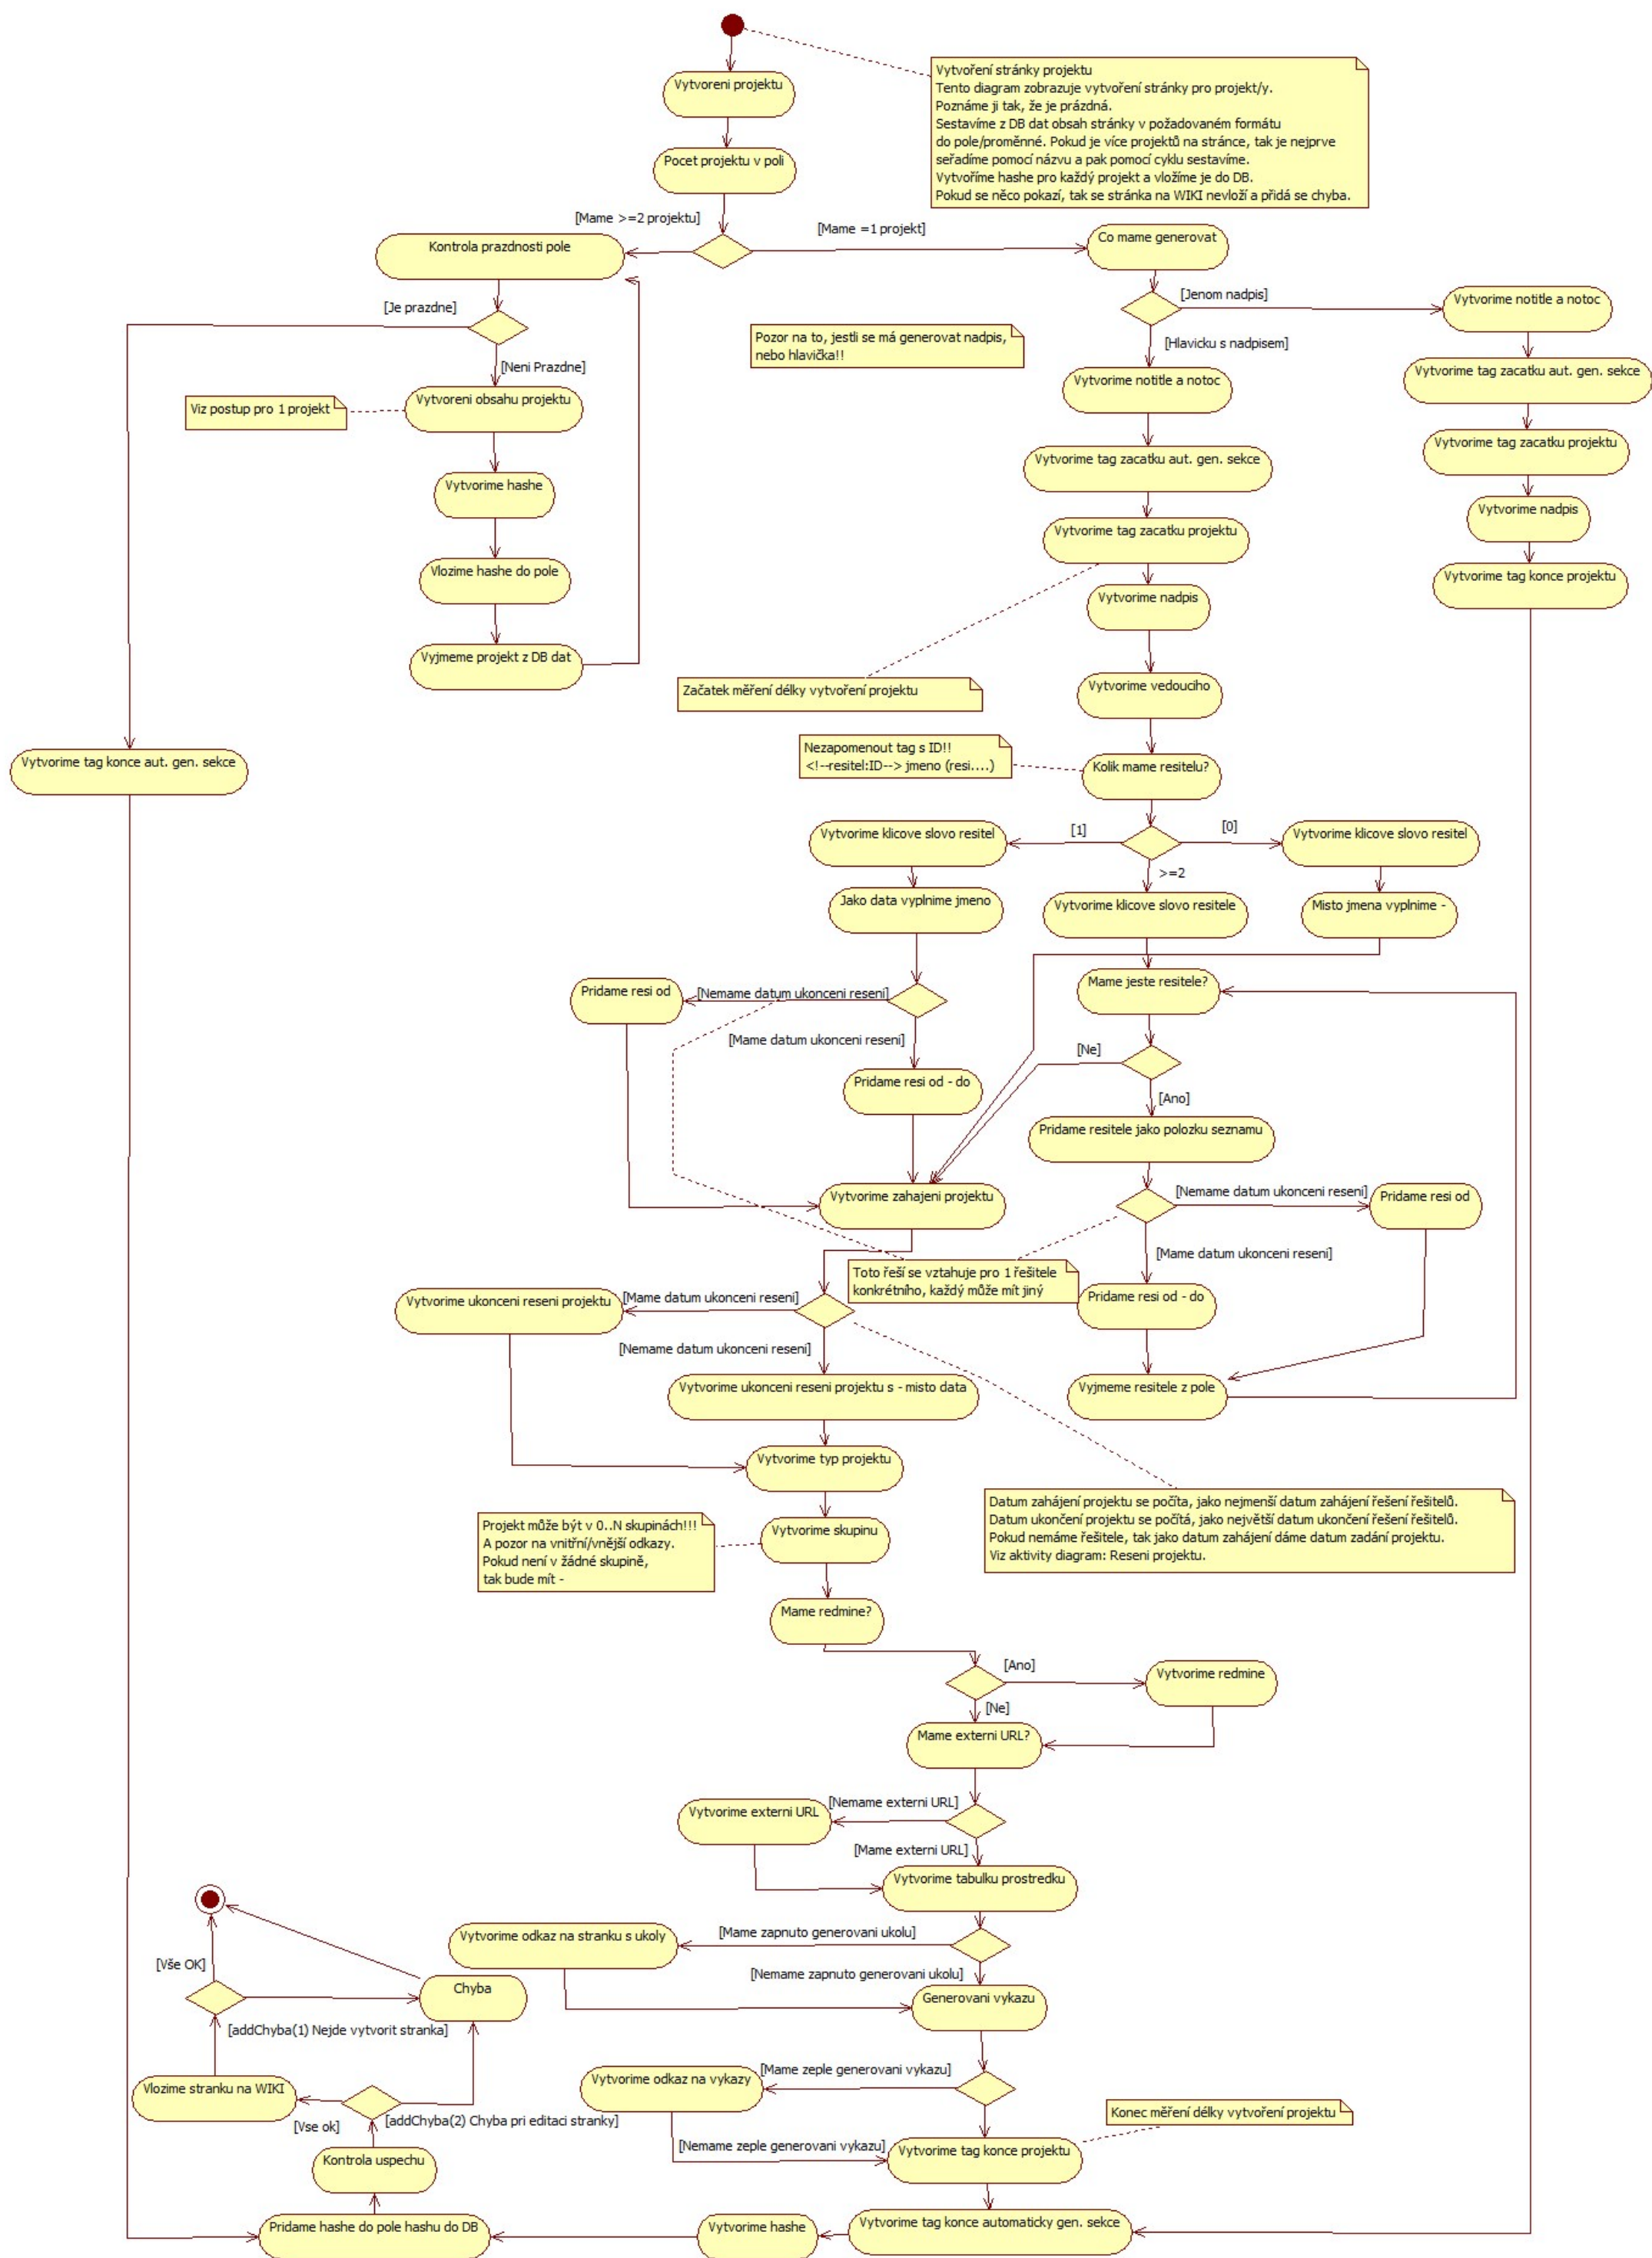 Vytvoreni projektu
Vytvoření stránky projektu
Tento diagram zobrazuje vytvoření stránky pro projekt/y.
Poznáme ji tak, že je prázdná.
Sestavíme z DB dat obsah stránky v požadovaném formátu
do pole/proměnné. Pokud je více projektů na stránce, tak je nejprve
seřadíme pomocí názvu a pak pomocí cyklu sestavíme.
Vytvoříme hashe pro každý projekt a vložíme je do DB.
Pokud se něco pokazí, tak se stránka na WIKI nevloží a přidá se chyba.
Pocet projektu v poli
[Mame >=2 projektu]
[Mame =1 projekt]
Kontrola prazdnosti pole
Co mame generovat
[Je prazdne]
[Jenom nadpis]
Vytvorime notitle a notoc
Pozor na to, jestli se má generovat nadpis,
nebo hlavička!!
[Hlavicku s nadpisem]
[Neni Prazdne]
Vytvorime notitle a notoc
Vytvorime tag zacatku aut. gen. sekce
Viz postup pro 1 projekt
Vytvoreni obsahu projektu
Vytvorime tag zacatku projektu
Vytvorime tag zacatku aut. gen. sekce
Vytvorime hashe
Vytvorime nadpis
Vytvorime tag zacatku projektu
Vlozime hashe do pole
Vytvorime tag konce projektu
Vytvorime nadpis
Vyjmeme projekt z DB dat
Začatek měření délky vytvoření projektu
Vytvorime vedouciho
Vytvorime tag konce aut. gen. sekce
Nezapomenout tag s ID!!
<!--resitel:ID--> jmeno (resi....)
Kolik mame resitelu?
Vytvorime klicove slovo resitel
[1]
[0]
Vytvorime klicove slovo resitel
>=2
Jako data vyplnime jmeno
Vytvorime klicove slovo resitele
Misto jmena vyplnime -
Mame jeste resitele?
Pridame resi od
[Nemame datum ukonceni reseni]
[Mame datum ukonceni reseni]
[Ne]
Pridame resi od - do
[Ano]
Pridame resitele jako polozku seznamu
Vytvorime zahajeni projektu
[Nemame datum ukonceni reseni]
Pridame resi od
[Mame datum ukonceni reseni]
Toto řeší se vztahuje pro 1 řešitele
konkrétního, každý může mít jiný
Vytvorime ukonceni reseni projektu
[Mame datum ukonceni reseni]
Pridame resi od - do
[Nemame datum ukonceni reseni]
Vytvorime ukonceni reseni projektu s - misto data
Vyjmeme resitele z pole
Vytvorime typ projektu
Datum zahájení projektu se počíta, jako nejmenší datum zahájení řešení řešitelů.
Datum ukončení projektu se počítá, jako největší datum ukončení řešení řešitelů.
Pokud nemáme řešitele, tak jako datum zahájení dáme datum zadání projektu.
Viz aktivity diagram: Reseni projektu.
Projekt může být v 0..N skupinách!!!
A pozor na vnitřní/vnější odkazy.
Pokud není v žádné skupině,
tak bude mít -
Vytvorime skupinu
Mame redmine?
[Ano]
Vytvorime redmine
[Ne]
Mame externi URL?
[Nemame externi URL]
Vytvorime externi URL
[Mame externi URL]
Vytvorime tabulku prostredku
Vytvorime odkaz na stranku s ukoly
[Mame zapnuto generovani ukolu]
[Vše OK]
[Nemame zapnuto generovani ukolu]
Chyba
Generovani vykazu
[addChyba(1) Nejde vytvorit stranka]
[Mame zeple generovani vykazu]
Vytvorime odkaz na vykazy
Vlozime stranku na WIKI
[Vse ok]
[addChyba(2) Chyba pri editaci stranky]
Konec měření délky vytvoření projektu
[Nemame zeple generovani vykazu]
Vytvorime tag konce projektu
Kontrola uspechu
Pridame hashe do pole hashu do DB
Vytvorime hashe
Vytvorime tag konce automaticky gen. sekce